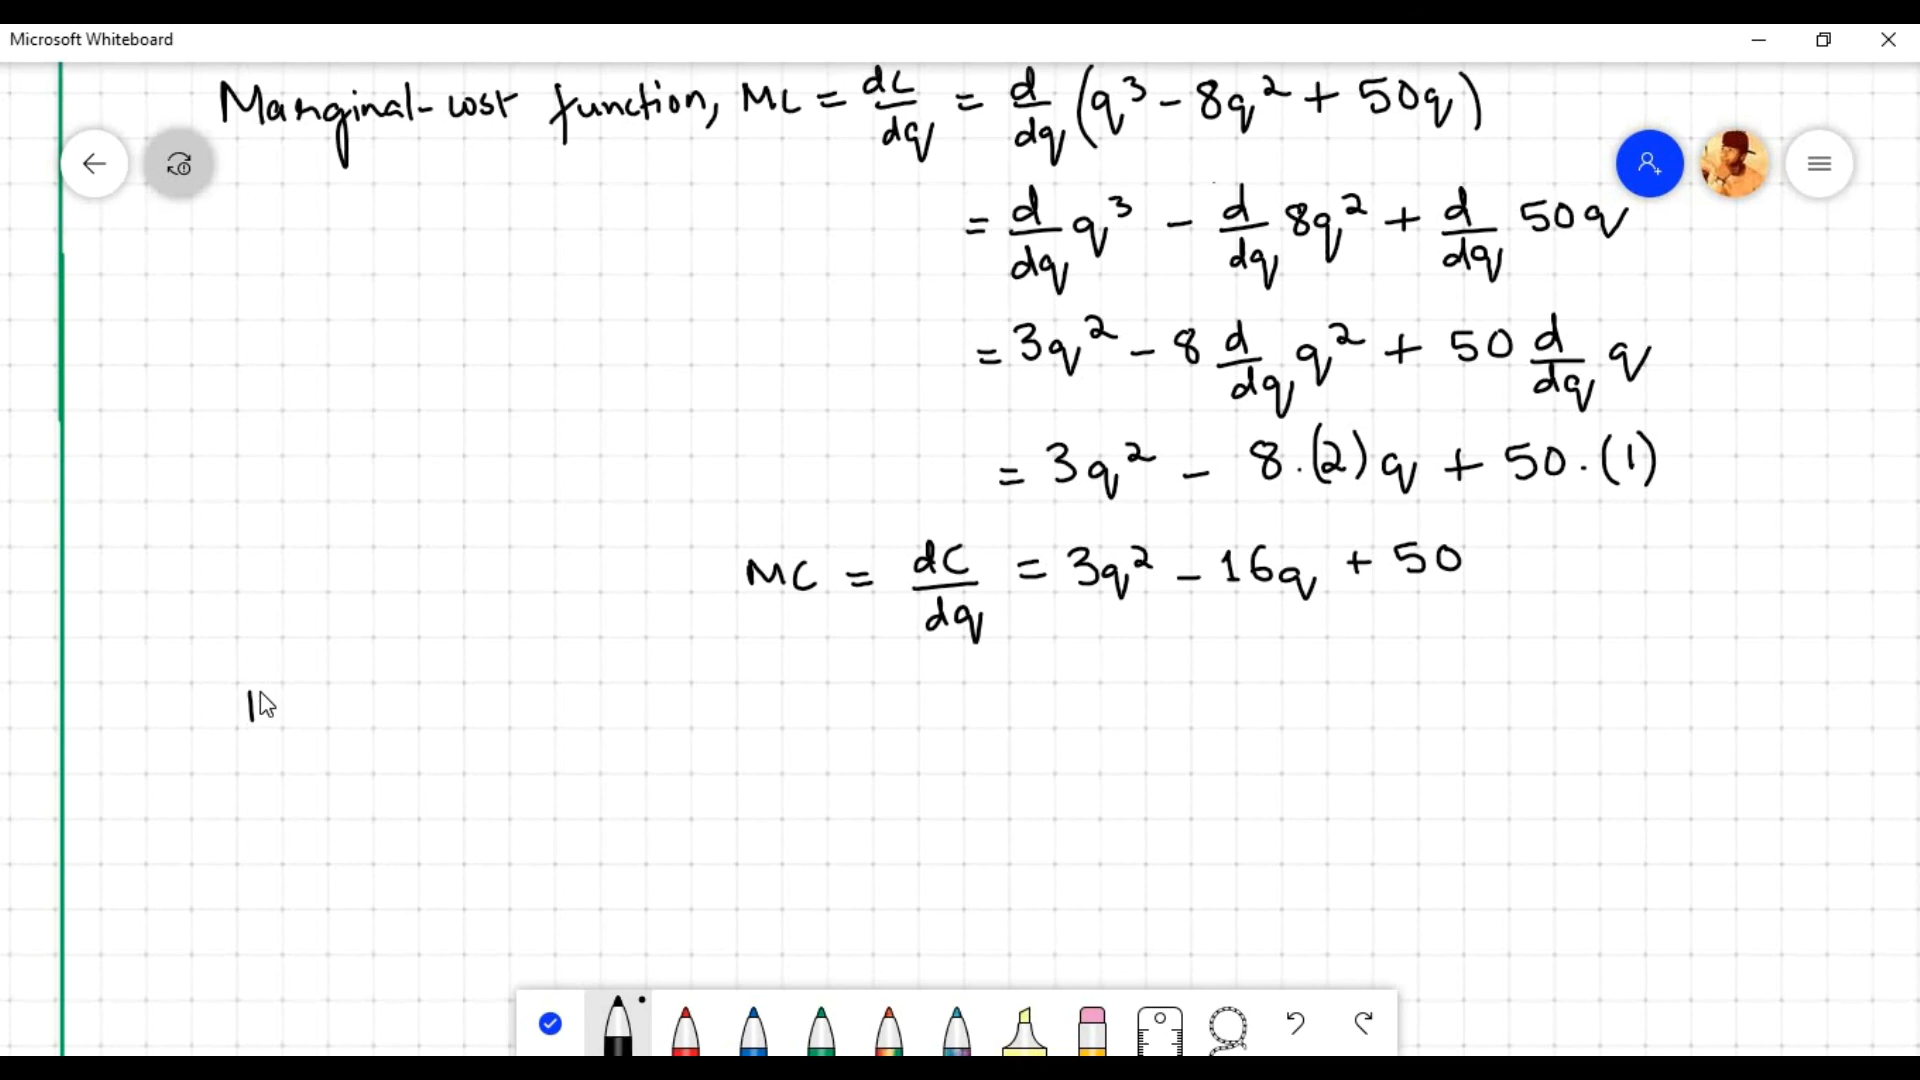 Microsoft Whiteboard
Marginal-cost function, MC = dC/dq = d/dq (q³ - 8q² + 50q)
= d/dq q³ - d/dq 8q² + d/dq 50q
= 3q² - 8 d/dq q² + 50 d/dq q
= 3q² - 8.(2)q + 50.(1)
MC = dC/dq = 3q² - 16q + 50